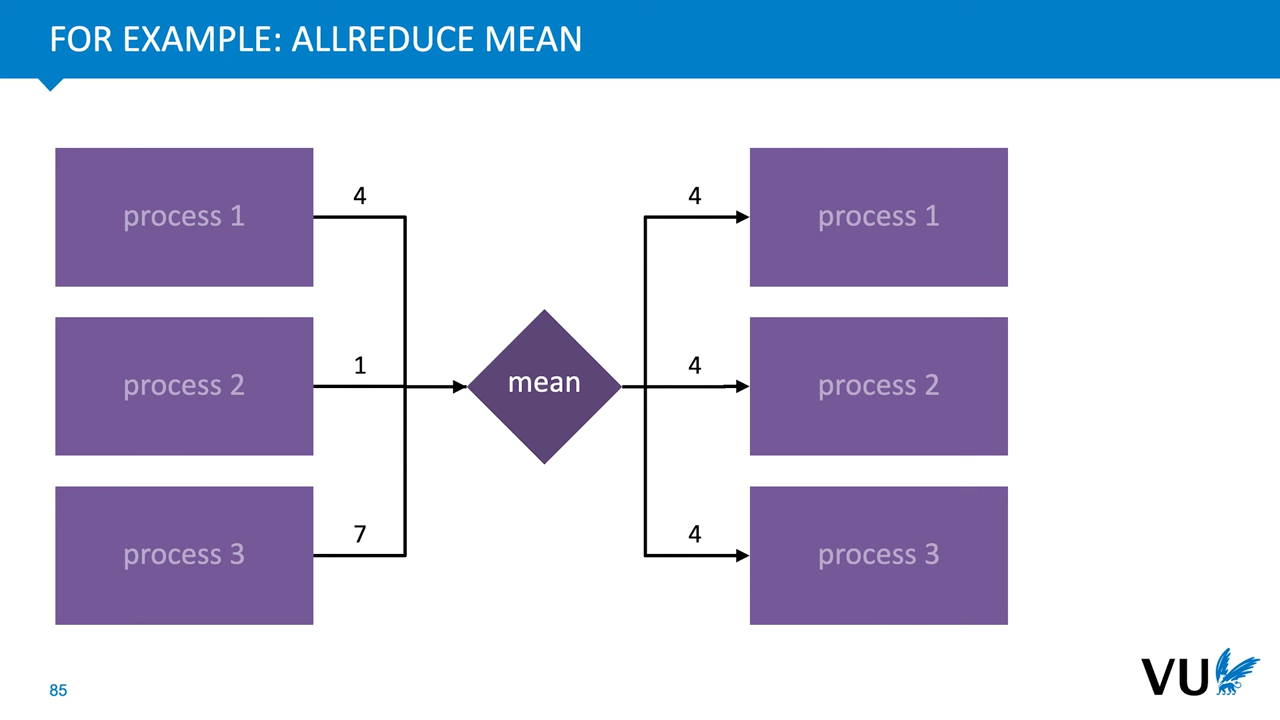 FOR EXAMPLE: ALLREDUCE MEAN
process 1
4
4
process 1
process 2
1
mean
4
process 2
process 3
7
4
process 3
85
VU